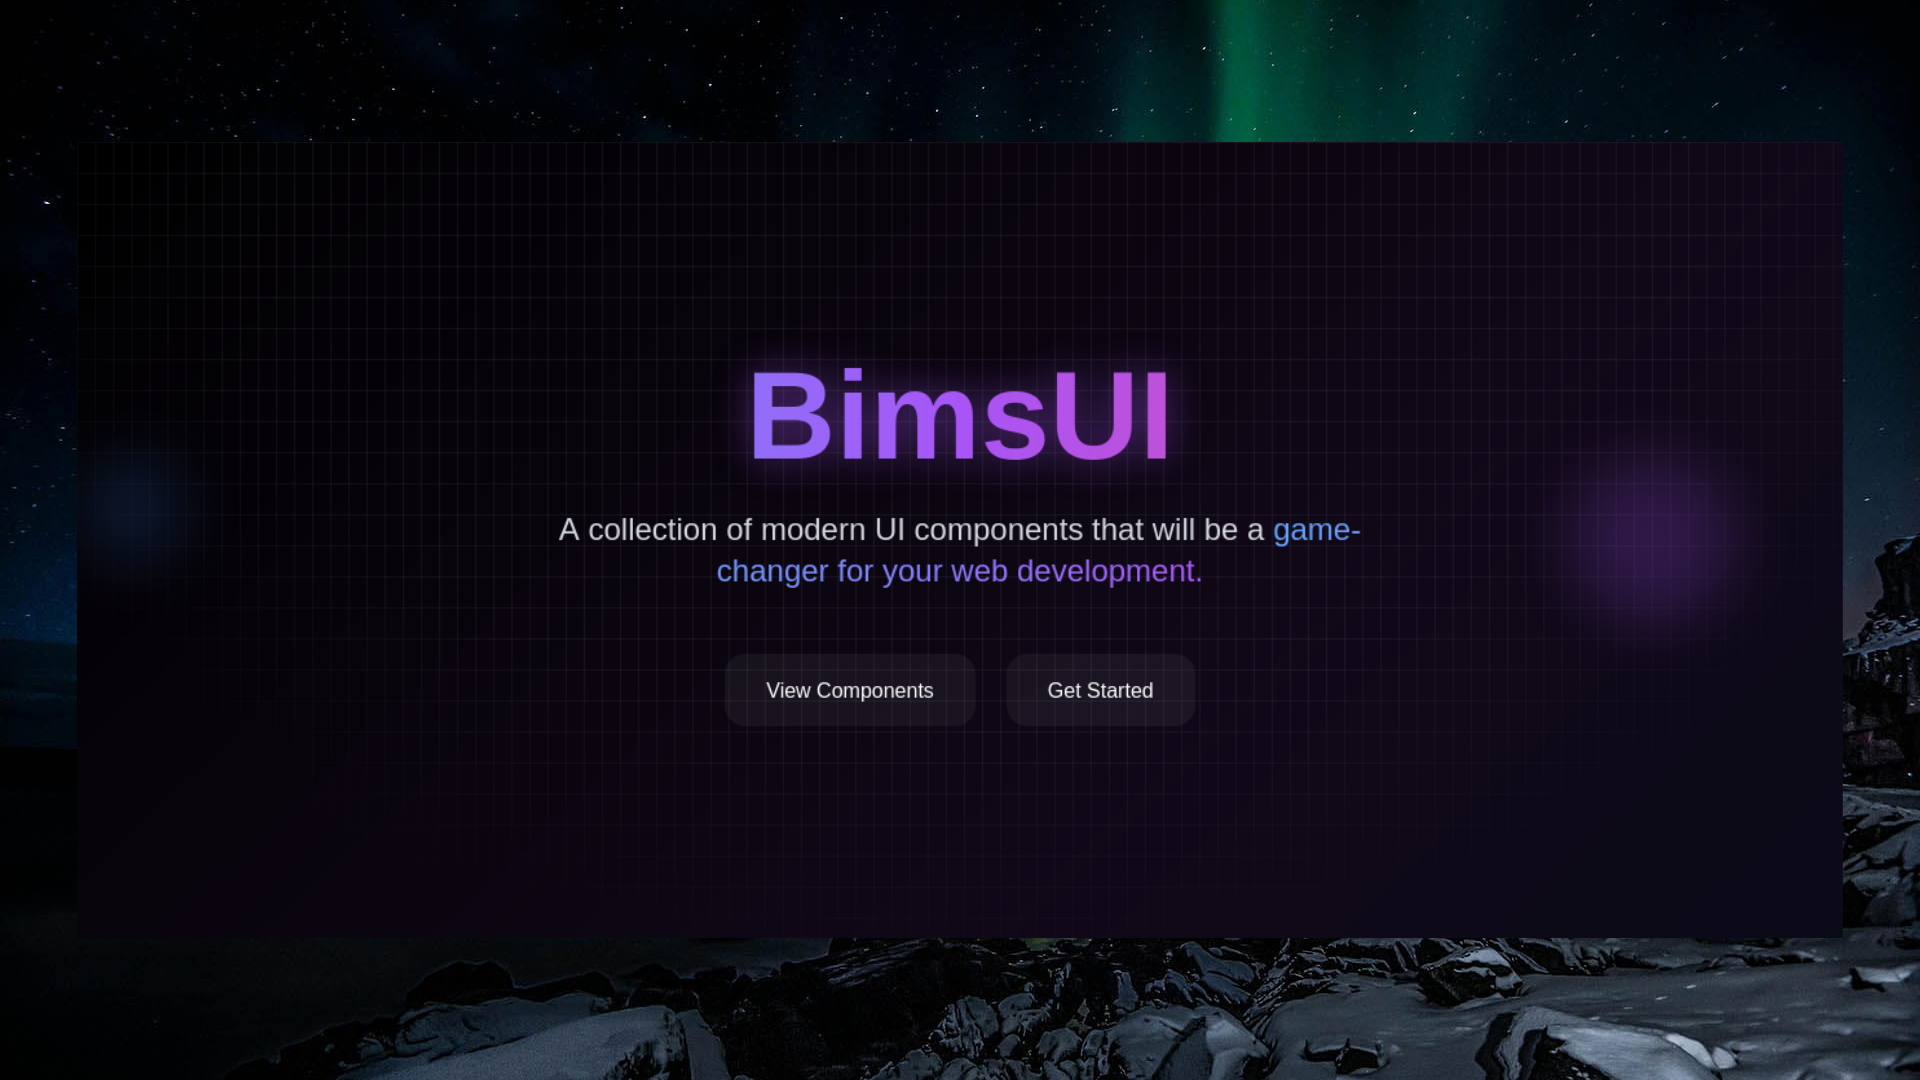 BimsUI
A collection of modern UI components that will be a game-
changer for your web development.
View Components
Get Started